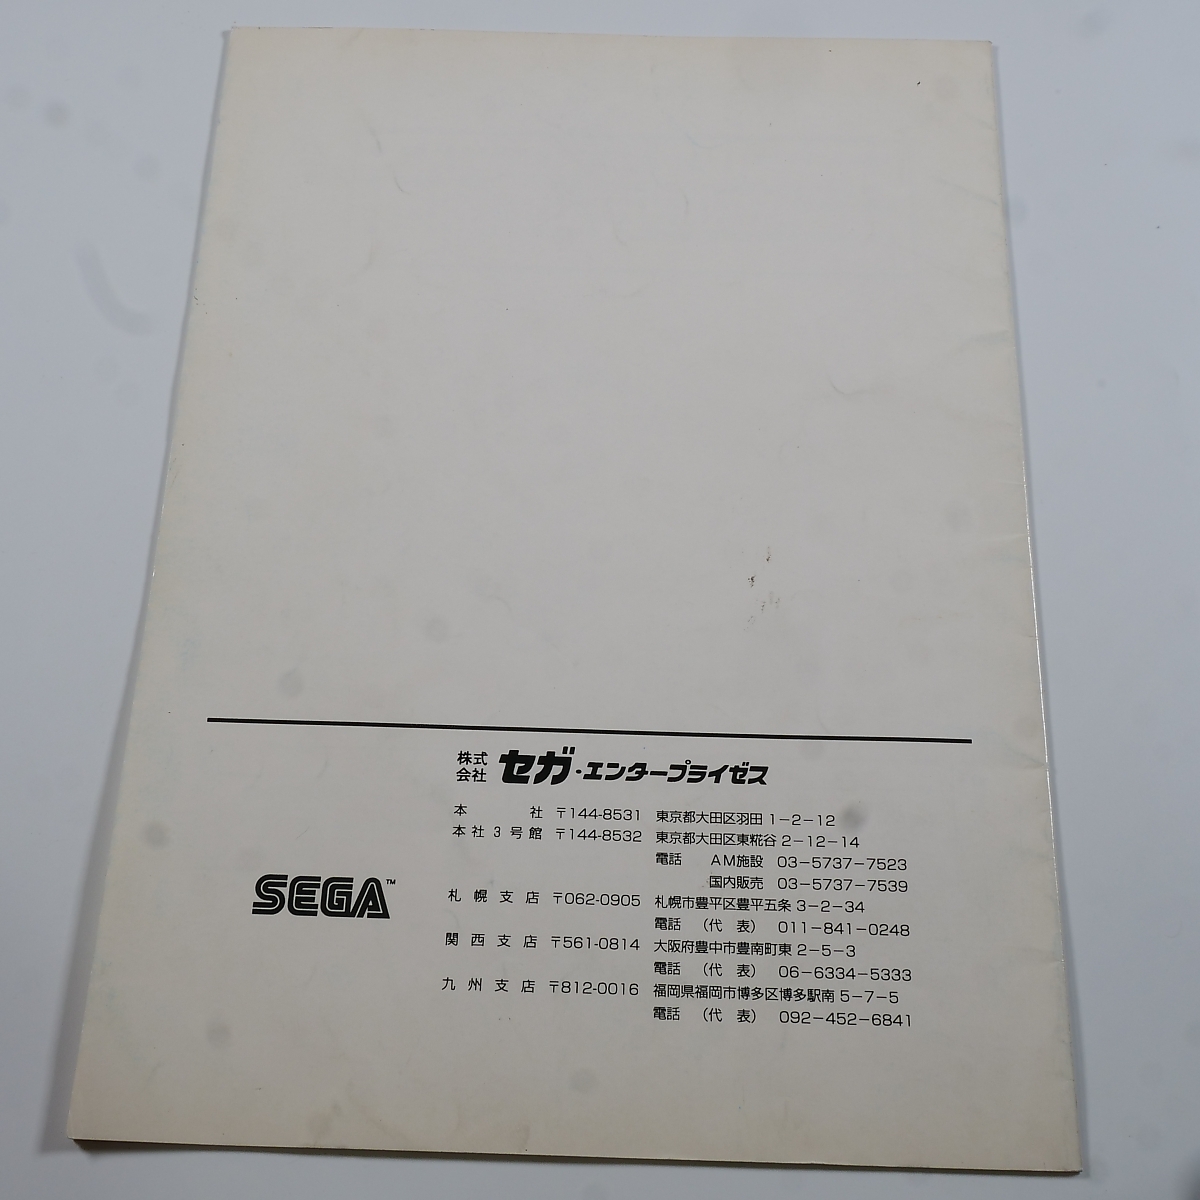 株式会社 セガ・エンタープライゼス
本社 〒144-8531 東京都大田区羽田 1－2－12
本社3号館 〒144-8532 東京都大田区東糀谷 2－12－14
電話 AM施設 03－5737－7523
国内販売 03－5737－7539
SEGA™
札幌支店 〒062-0905 札幌市豊平区豊平五条 3－2－34
電話 （代表） 011－841－0248
関西支店 〒561-0814 大阪府豊中市豊南町東 2－5－3
電話 （代表） 06－6334－5333
九州支店 〒812-0016 福岡県福岡市博多区博多駅南 5－7－5
電話 （代表） 092－452－6841